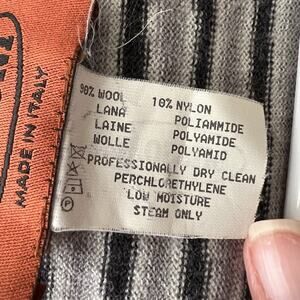 MADE IN ITALY
90% WOOL 10% NYLON
LANA POLIAMMIDE
LAINE POLYAMIDE
WOLLE POLYAMID
PROFESSIONALLY DRY CLEAN
PERCHLORETHYLENE
LOW MOISTURE
STEAM ONLY